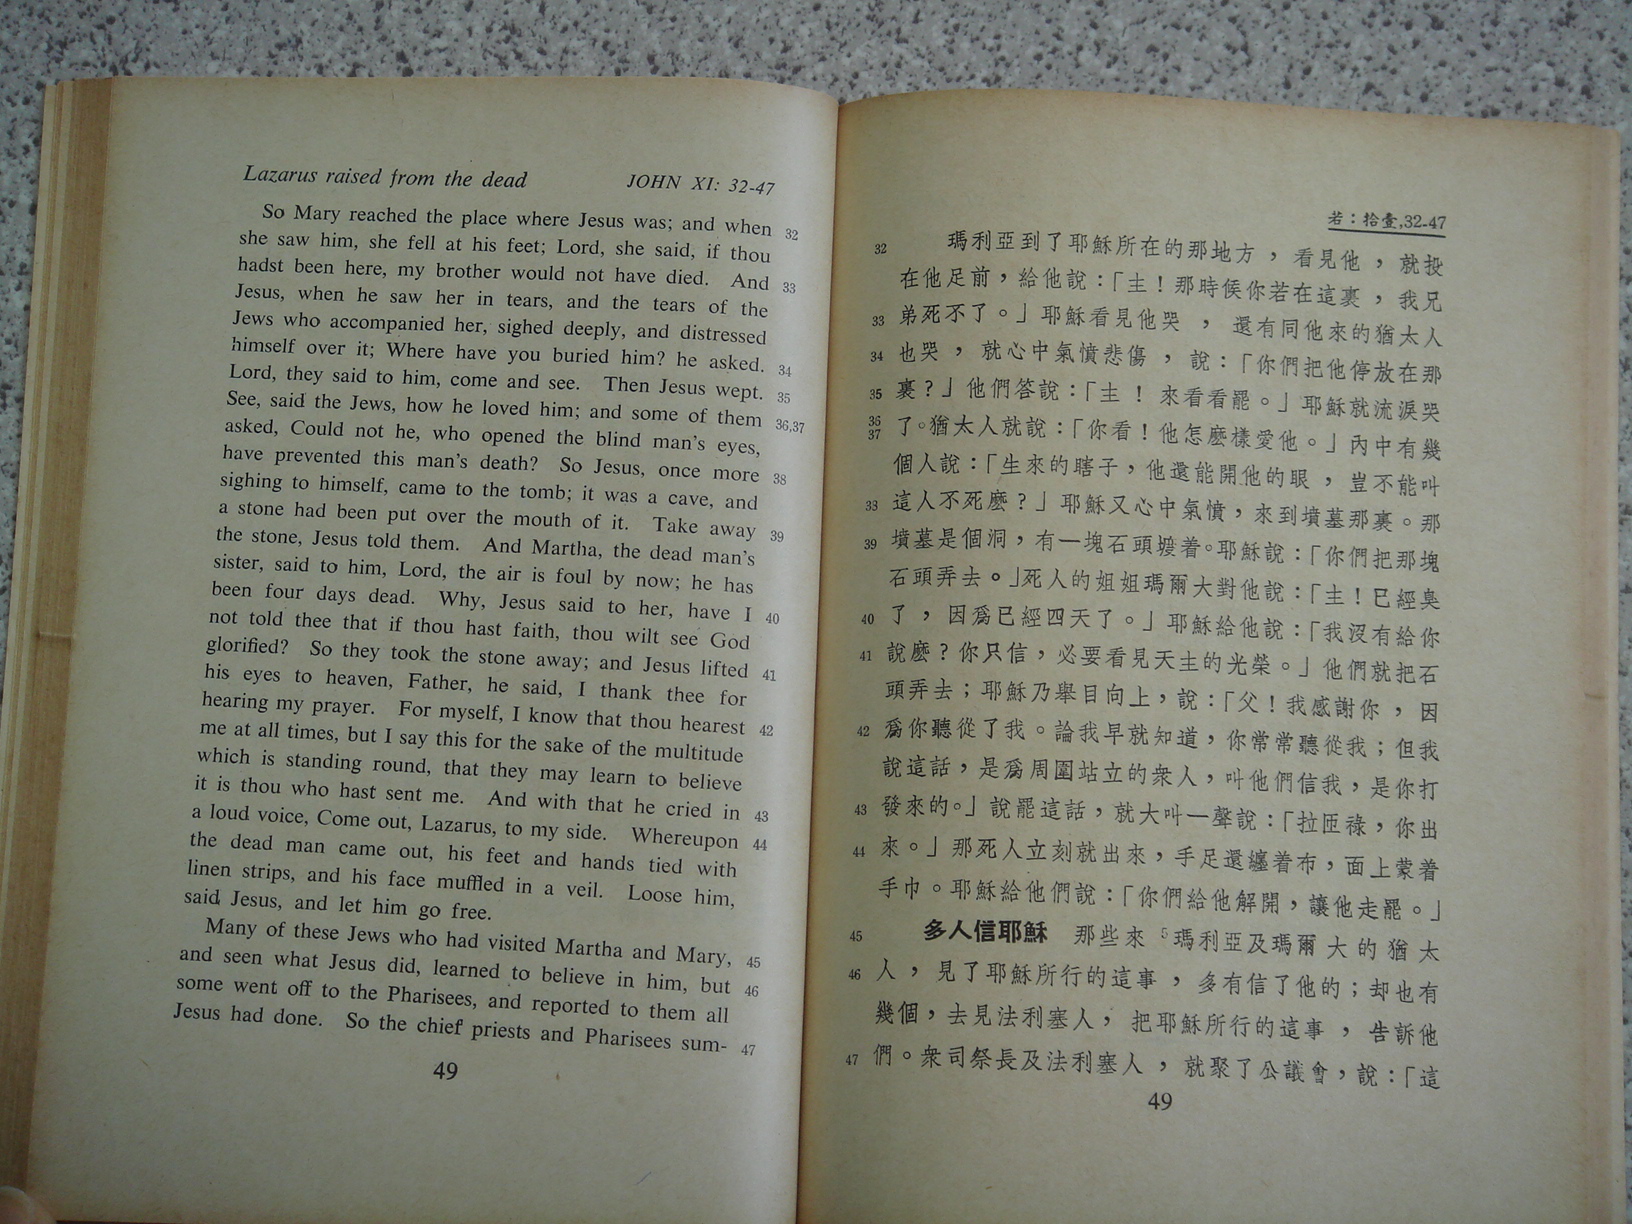 Lazarus raised from the dead JOHN XI: 32-47
So Mary reached the place where Jesus was; and when 32
she saw him, she fell at his feet; Lord, she said, if thou
hadst been here, my brother would not have died. And 33
Jesus, when he saw her in tears, and the tears of the
Jews who accompanied her, sighed deeply, and distressed
himself over it; Where have you buried him? he asked. 34
Lord, they said to him, come and see. Then Jesus wept. 35
See, said the Jews, how he loved him; and some of them 36,37
asked, Could not he, who opened the blind man's eyes,
have prevented this man's death? So Jesus, once more 38
sighing to himself, came to the tomb; it was a cave, and
a stone had been put over the mouth of it. Take away 39
the stone, Jesus told them. And Martha, the dead man's
sister, said to him, Lord, the air is foul by now; he has
been four days dead. Why, Jesus said to her, have I 40
not told thee that if thou hast faith, thou wilt see God
glorified? So they took the stone away; and Jesus lifted 41
his eyes to heaven, Father, he said, I thank thee for
hearing my prayer. For myself, I know that thou hearest 42
me at all times, but I say this for the sake of the multitude
which is standing round, that they may learn to believe
it is thou who hast sent me. And with that he cried in 43
a loud voice, Come out, Lazarus, to my side. Whereupon 44
the dead man came out, his feet and hands tied with
linen strips, and his face muffled in a veil. Loose him,
said Jesus, and let him go free.
Many of these Jews who had visited Martha and Mary, 45
and seen what Jesus did, learned to believe in him, but 46
some went off to the Pharisees, and reported to them all
Jesus had done. So the chief priests and Pharisees sum- 47
49
若：拾壹,32-47
32 瑪利亞到了耶穌所在的那地方，看見他，就投
在他足前，給他說：「主！那時候你若在這裏，我兄
33 弟死不了。」耶穌看見他哭，還有同他來的猶太人
34 也哭，就心中氣憤悲傷，說：「你們把他停放在那
35 裏？」他們答說：「主！來看看罷。」耶穌就流淚哭
36 37 了。猶太人就說：「你看！他怎麼樣愛他。」內中有幾
個人說：「生來的瞎子，他還能開他的眼，豈不能叫
38 這人不死麼？」耶穌又心中氣憤，來到墳墓那裏。那
39 墳墓是個洞，有一塊石頭堵着。耶穌說：「你們把那塊
石頭弄去。」死人的姐姐瑪爾大對他說：「主！已經臭
40 了，因爲已經四天了。」耶穌給他說：「我沒有給你
41 說麼？你只信，必要看見天主的光榮。」他們就把石
頭弄去；耶穌乃舉目向上，說：「父！我感謝你，因
42 爲你聽從了我。論我早就知道，你常常聽從我；但我
說這話，是爲周圍站立的衆人，叫他們信我，是你打
43 發來的。」說罷這話，就大叫一聲說：「拉匝祿，你出
44 來。」那死人立刻就出來，手足還纏着布，面上蒙着
手巾。耶穌給他們說：「你們給他解開，讓他走罷。」
45 多人信耶穌 那些來瑪利亞及瑪爾大的猶太
46 人，見了耶穌所行的這事，多有信了他的；却也有
幾個，去見法利塞人，把耶穌所行的這事，告訴他
47 們。衆司祭長及法利塞人，就聚了公議會，說：「這
49